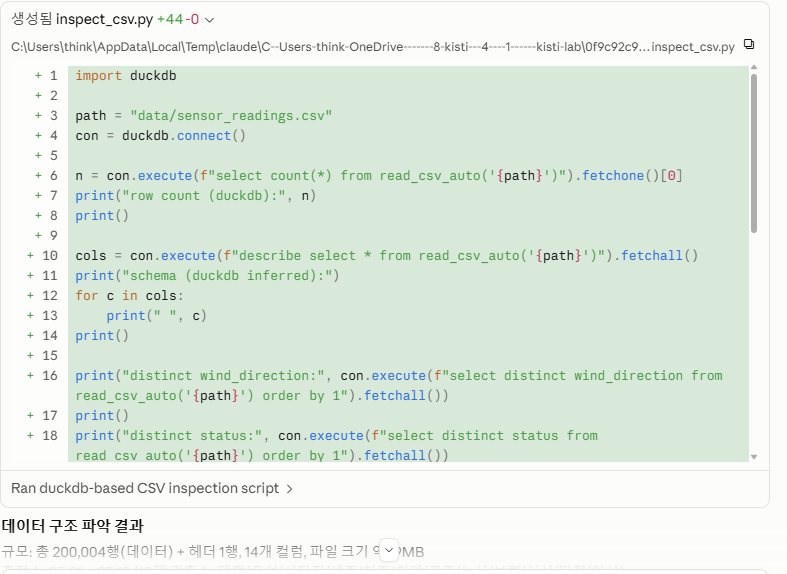 생성됨 inspect_csv.py +44 -0
C:\Users\think\AppData\Local\Temp\claude\C--Users-think-OneDrive-------8-kisti---4----1------kisti-lab\0f9c92c9...inspect_csv.py
+ 1 import duckdb
+ 2
+ 3 path = "data/sensor_readings.csv"
+ 4 con = duckdb.connect()
+ 5
+ 6 n = con.execute(f"select count(*) from read_csv_auto('{path}')").fetchone()[0]
+ 7 print("row count (duckdb):", n)
+ 8 print()
+ 9
+ 10 cols = con.execute(f"describe select * from read_csv_auto('{path}')").fetchall()
+ 11 print("schema (duckdb inferred):")
+ 12 for c in cols:
+ 13     print(" ", c)
+ 14 print()
+ 15
+ 16 print("distinct wind_direction:", con.execute(f"select distinct wind_direction from
read_csv_auto('{path}') order by 1").fetchall())
+ 17 print()
+ 18 print("distinct status:", con.execute(f"select distinct status from
read_csv_auto('{path}') order by 1").fetchall())
Ran duckdb-based CSV inspection script
데이터 구조 파악 결과
규모: 총 200,004행(데이터) + 헤더 1행, 14개 컬럼, 파일 크기